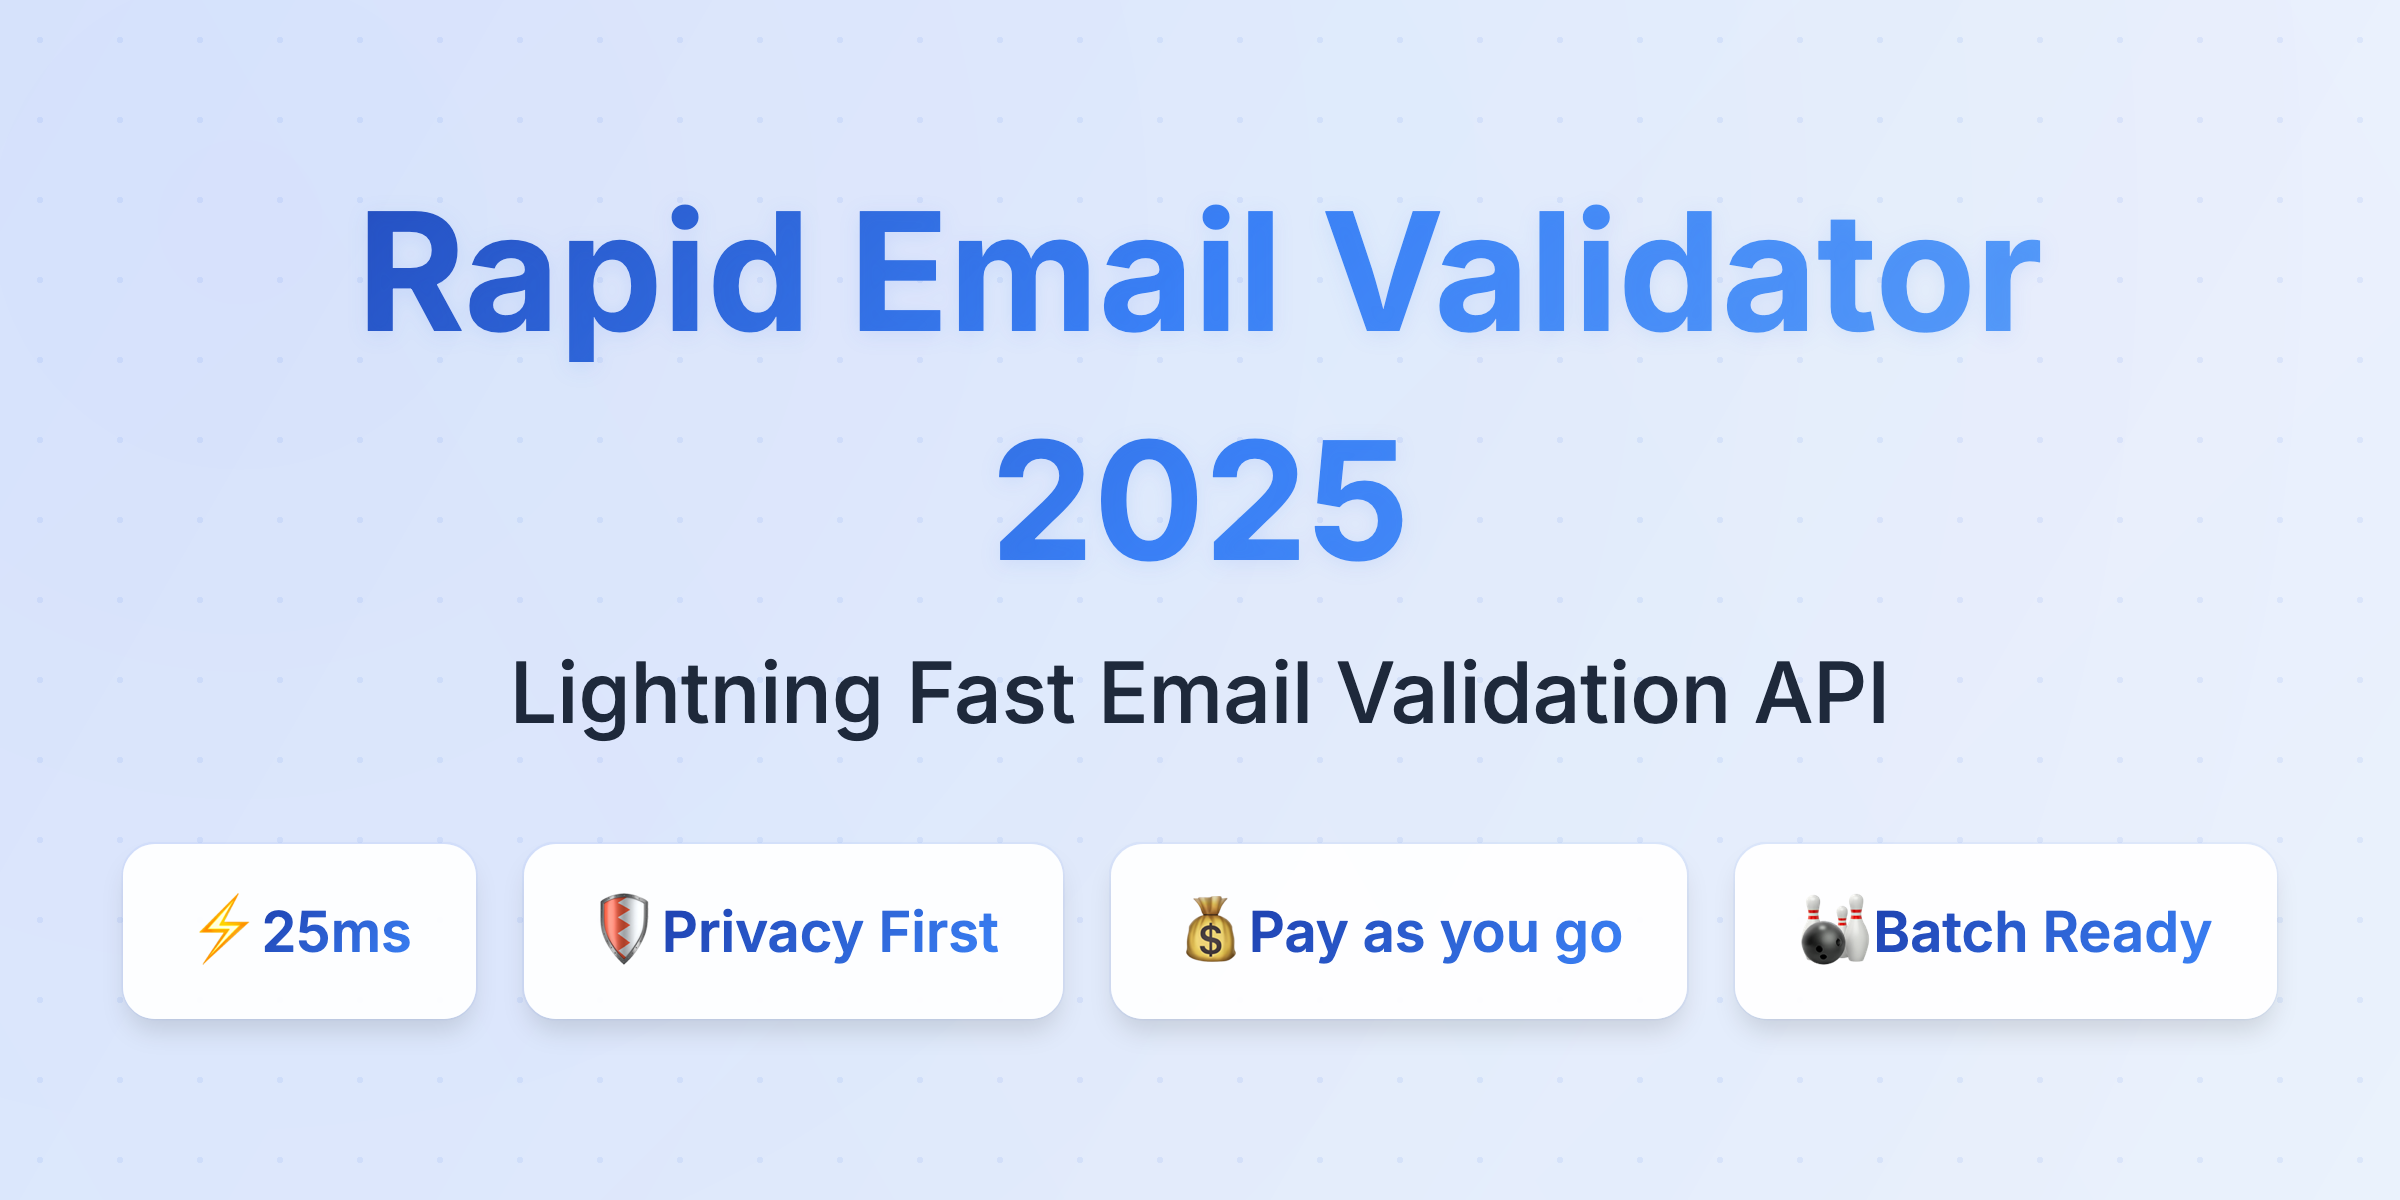 Rapid Email Validator
2025
Lightning Fast Email Validation API
⚡ 25ms
🛡️ Privacy First
💰 Pay as you go
🎳 Batch Ready